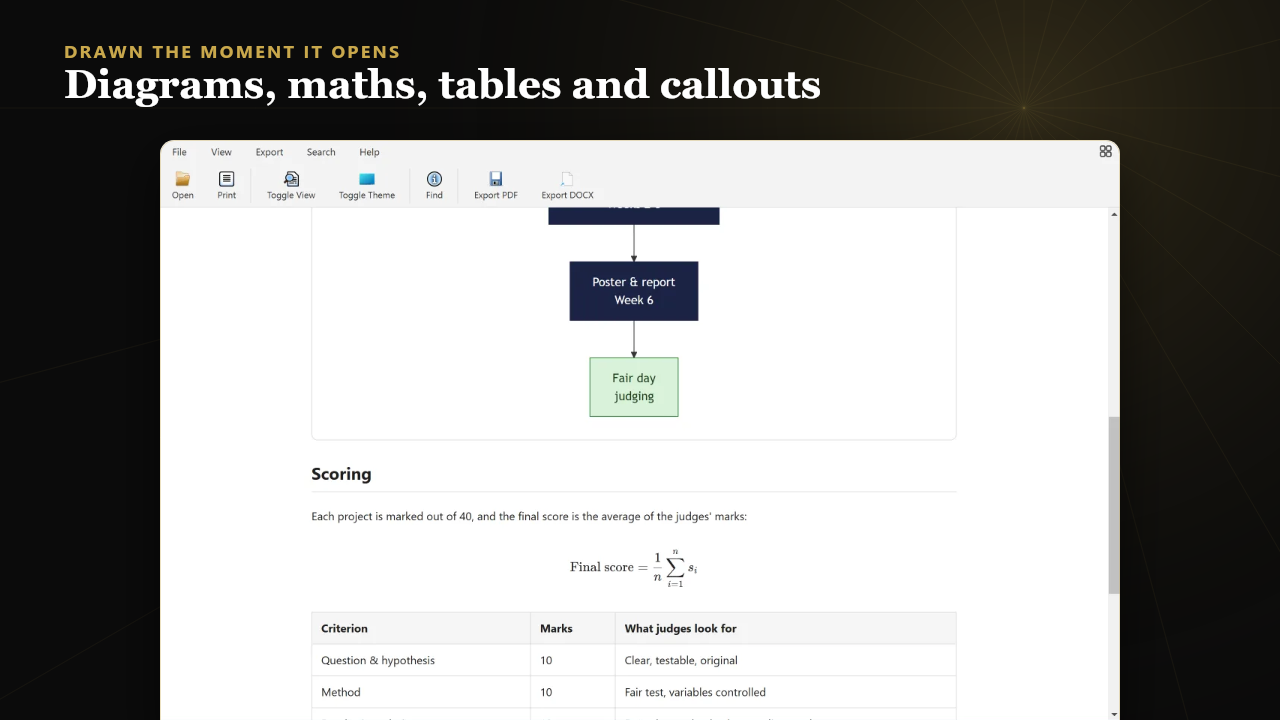 DRAWN THE MOMENT IT OPENS
Diagrams, maths, tables and callouts
File View Export Search Help
Open Print Toggle View Toggle Theme Find Export PDF Export DOCX
Poster & report
Week 6
Fair day
judging
Scoring
Each project is marked out of 40, and the final score is the average of the judges' marks:
Final score = 1/n ∑ i=1 n s_i
Criterion Marks What judges look for
Question & hypothesis 10 Clear, testable, original
Method 10 Fair test, variables controlled